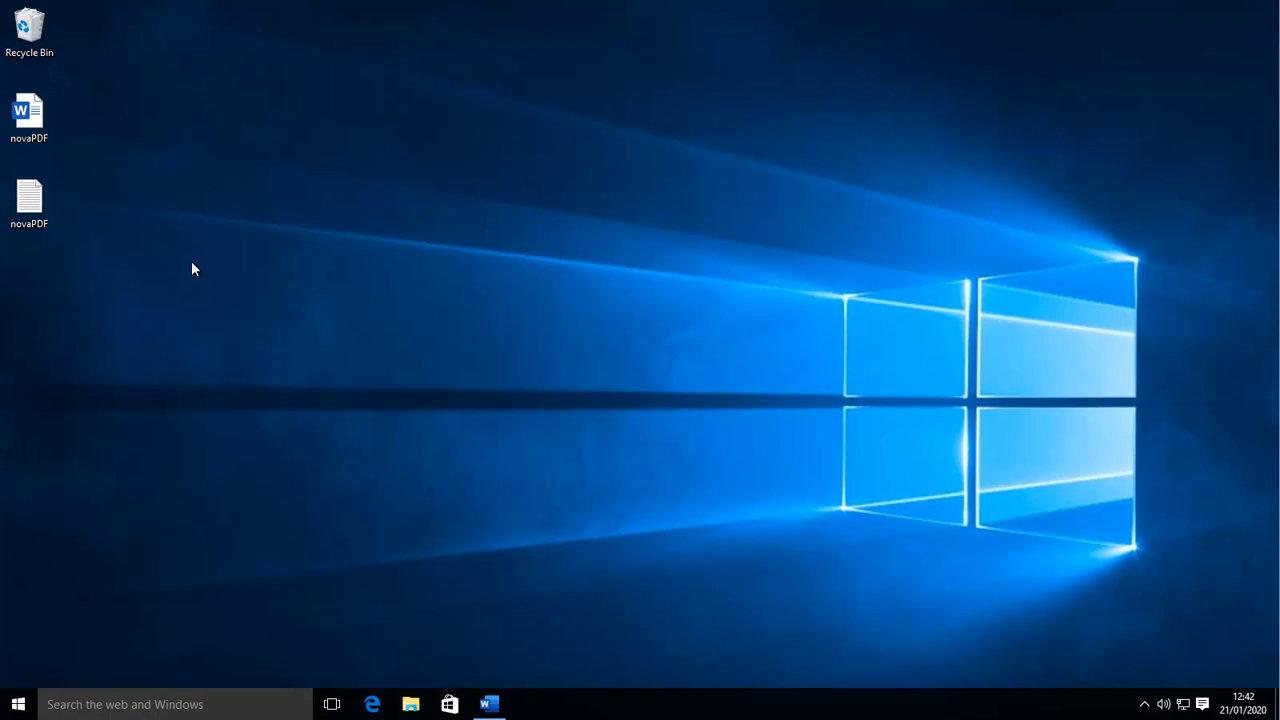 Recycle Bin
novaPDF
novaPDF
Search the web and Windows
12:42
21/01/2020